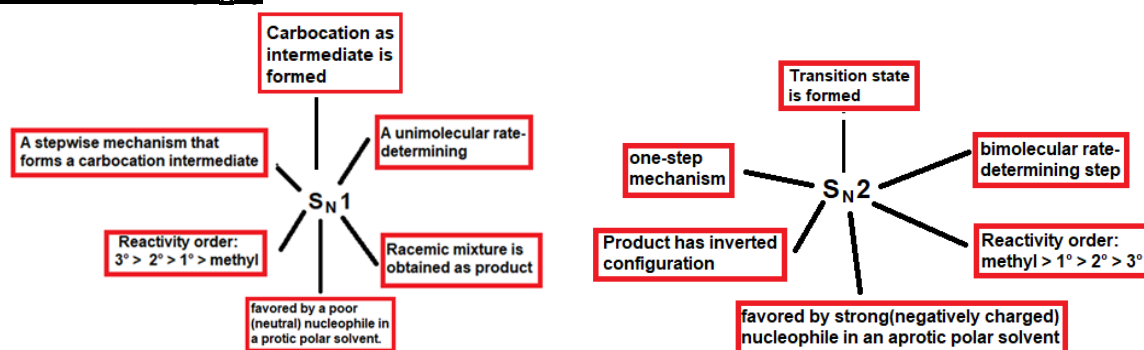 Carbocation as
intermediate is
formed
A stepwise mechanism that
forms a carbocation intermediate
A unimolecular rate-
determining
SN1
Reactivity order:
3° > 2° > 1° > methyl
Racemic mixture is
obtained as product
favored by a poor
(neutral) nucleophile in
a protic polar solvent.
Transition state
is formed
one-step
mechanism
bimolecular rate-
determining step
SN2
Product has inverted
configuration
Reactivity order:
methyl > 1° > 2° > 3°
favored by strong(negatively charged)
nucleophile in an aprotic polar solvent